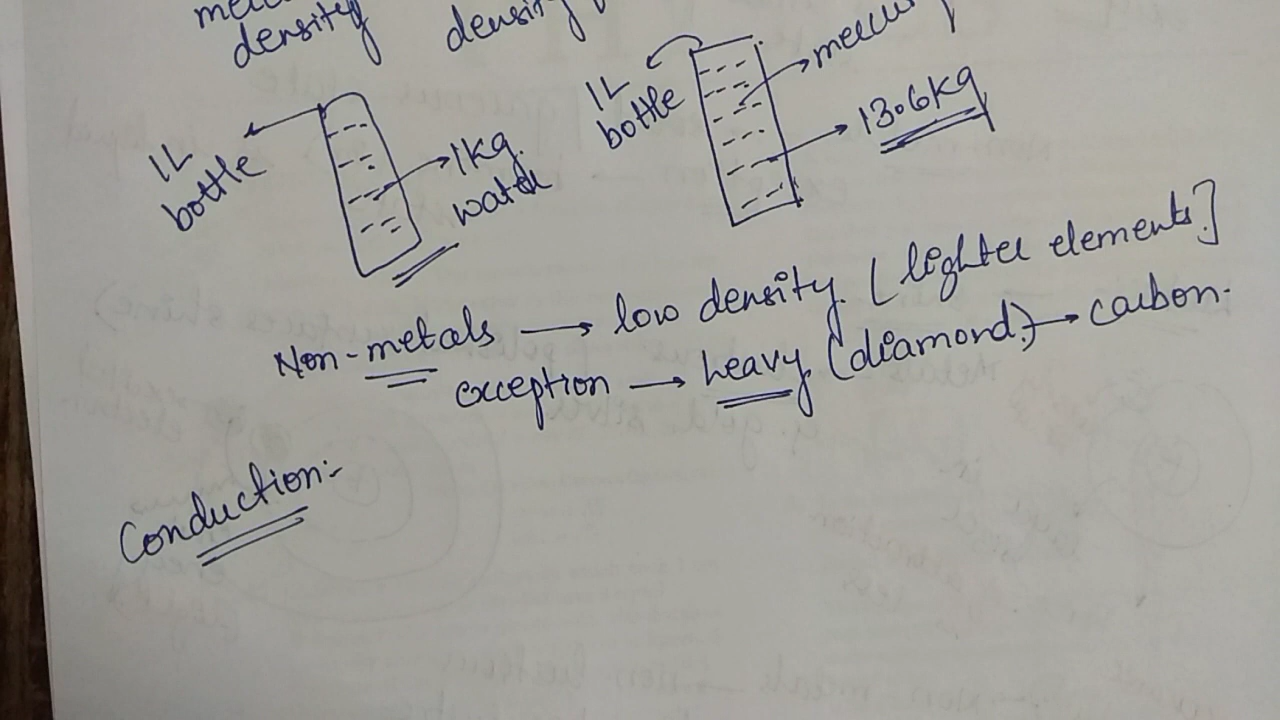 density density
1L bottle 1kg. water
1L bottle 13.6kg
Non-metals → low density. (lighter elements.]
exception → heavy (diamond.) → carbon.
Conduction:-